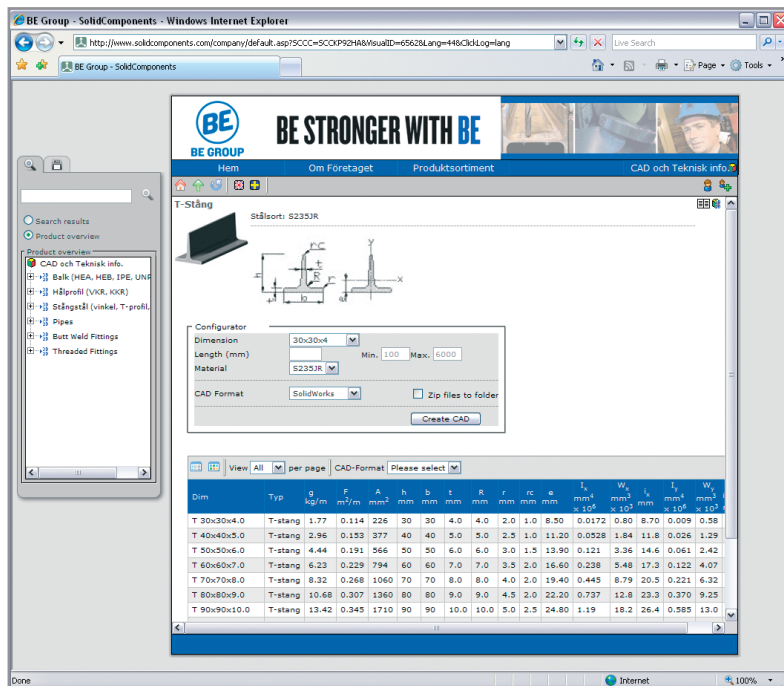 BE Group - SolidComponents - Windows Internet Explorer
http://www.solidcomponents.com/company/default.asp?SCCC=SCCKP92HA&VisualID=6562&Lang=44&ClickLog=lang
Live Search
BE Group - SolidComponents
Page
Tools
BE
BE GROUP
BE STRONGER WITH BE
Hem Om Företaget Produktsortiment CAD och Teknisk info.
Search results
Product overview
Product overview
CAD och Teknisk info.
Balk (HEA, HEB, IPE, UNP
Hålprofil (VKR, KKR)
Stångstål (vinkel, T-profil,
Pipes
Butt Weld Fittings
Threaded Fittings
T-Stång
Stålsort: S235JR
rc
t
R
r
h
b
Y
X
Configurator
Dimension 30x30x4
Length (mm) Min. 100 Max. 6000
Material S235JR
CAD Format SolidWorks Zip files to folder
Create CAD
View All per page CAD-Format Please select
Dim Typ g kg/m F m²/m A mm² h mm b mm t mm R mm r mm rc mm e mm Ix mm⁴ x 10⁶ Wx mm³ x 10³ ix mm Iy mm⁴ x 10⁶ Wy mm³ x 10³
T 30x30x4.0 T-stang 1.77 0.114 226 30 30 4.0 4.0 2.0 1.0 8.50 0.0172 0.80 8.70 0.009 0.58
T 40x40x5.0 T-stang 2.96 0.153 377 40 40 5.0 5.0 2.5 1.0 11.20 0.0528 1.84 11.8 0.026 1.29
T 50x50x6.0 T-stang 4.44 0.191 566 50 50 6.0 6.0 3.0 1.5 13.90 0.121 3.36 14.6 0.061 2.42
T 60x60x7.0 T-stang 6.23 0.229 794 60 60 7.0 7.0 3.5 2.0 16.60 0.238 5.48 17.3 0.122 4.07
T 70x70x8.0 T-stang 8.32 0.268 1060 70 70 8.0 8.0 4.0 2.0 19.40 0.445 8.79 20.5 0.221 6.32
T 80x80x9.0 T-stang 10.68 0.307 1360 80 80 9.0 9.0 4.5 2.0 22.20 0.737 12.8 23.3 0.370 9.25
T 90x90x10.0 T-stang 13.42 0.345 1710 90 90 10.0 10.0 5.0 2.5 24.80 1.19 18.2 26.4 0.585 13.0
Done Internet 100%